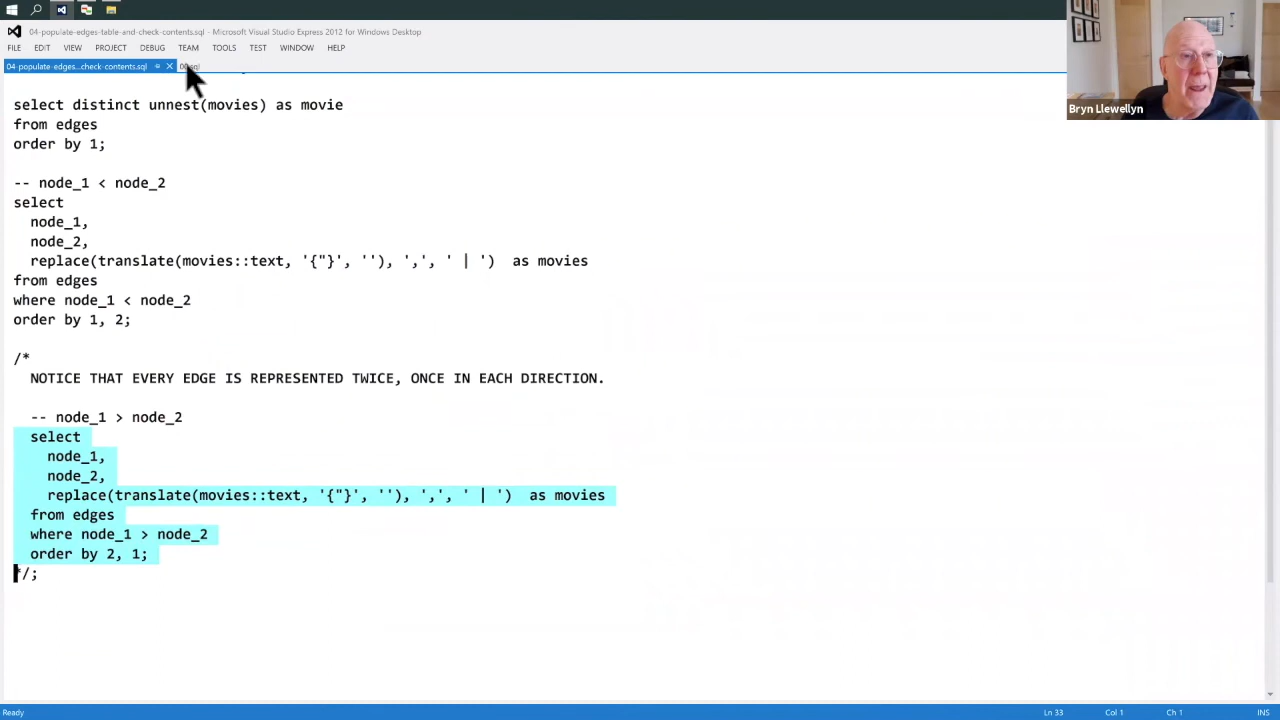 04-populate-edges-table-and-check-contents.sql - Microsoft Visual Studio Express 2012 for Windows Desktop
FILE EDIT VIEW PROJECT DEBUG TEAM TOOLS TEST WINDOW HELP
04-populate-edges...check-contents.sql
select distinct unnest(movies) as movie
from edges
order by 1;
-- node_1 < node_2
select
node_1,
node_2,
replace(translate(movies::text, '{"}', ''), ',', ' | ')  as movies
from edges
where node_1 < node_2
order by 1, 2;
/*
NOTICE THAT EVERY EDGE IS REPRESENTED TWICE, ONCE IN EACH DIRECTION.
-- node_1 > node_2
select
node_1,
node_2,
replace(translate(movies::text, '{"}', ''), ',', ' | ')  as movies
from edges
where node_1 > node_2
order by 2, 1;
*/;
Bryn Llewellyn
Ready Ln 33 Col 1 Ch 1 INS